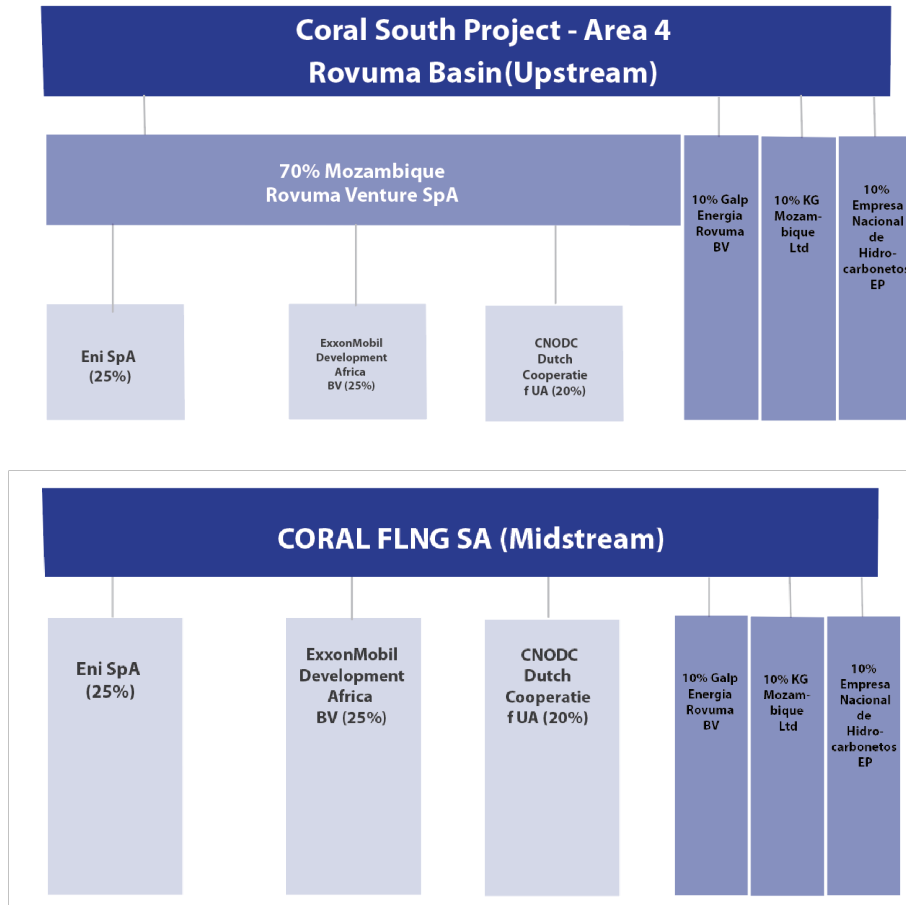 Coral South Project - Area 4
Rovuma Basin(Upstream)
70% Mozambique
Rovuma Venture SpA
10% Galp
Energia
Rovuma
BV
10% KG
Mozam-
bique
Ltd
10%
Empresa
Nacional
de
Hidro-
carbonetos
EP
Eni SpA
(25%)
ExxonMobil
Development
Africa
BV (25%)
CNODC
Dutch
Cooperatie
f UA (20%)
CORAL FLNG SA (Midstream)
Eni SpA
(25%)
ExxonMobil
Development
Africa
BV (25%)
CNODC
Dutch
Cooperatie
f UA (20%)
10% Galp
Energia
Rovuma
BV
10% KG
Mozam-
bique
Ltd
10%
Empresa
Nacional
de
Hidro-
carbonetos
EP